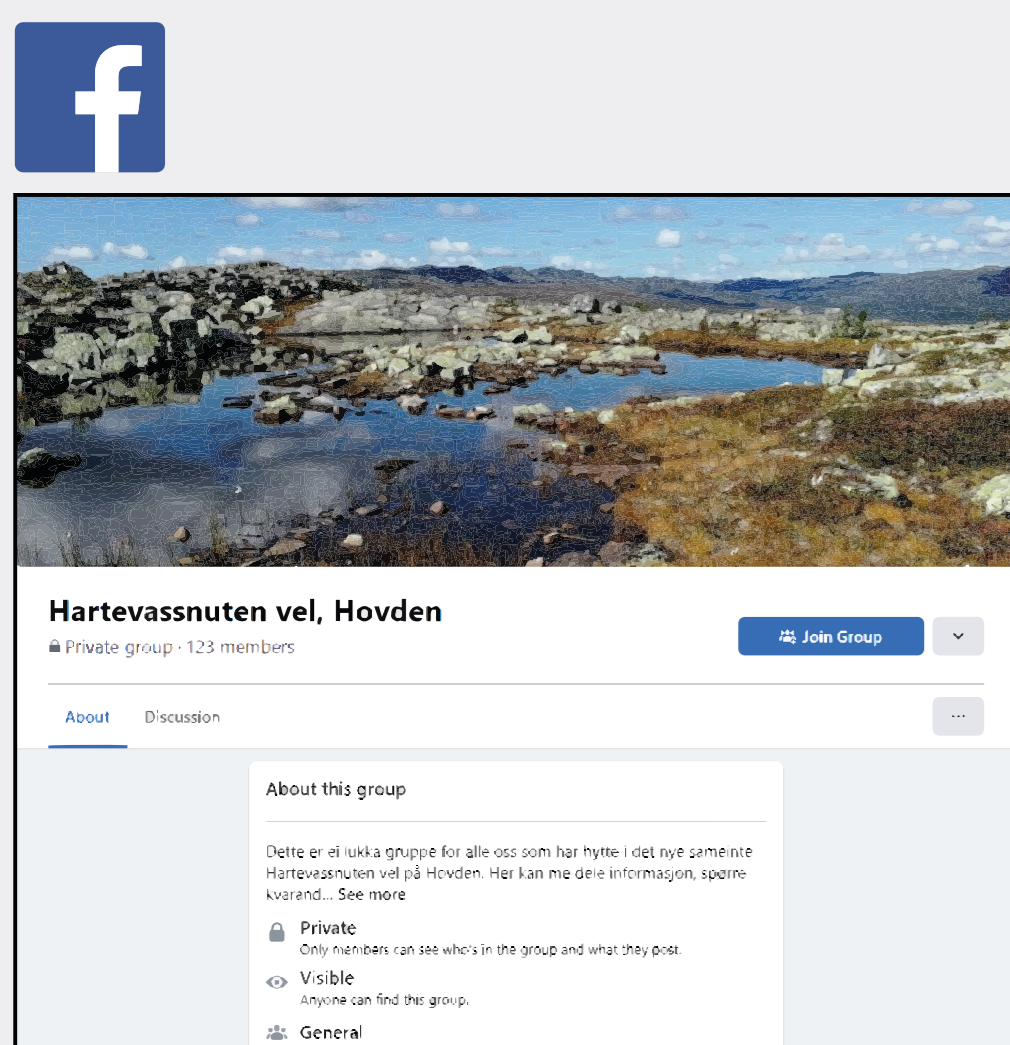 f
Hartevassnuten vel, Hovden
Private group · 123 members
Join Group
About
Discussion
About this group
Dette er ei lukka gruppe for alle oss som har hytte i det nye sameinte
Hartevassnuten vel på Hovden. Her kan me dele informasjon, spørre
kvarand... See more
Private
Only members can see who's in the group and what they post.
Visible
Anyone can find this group.
General